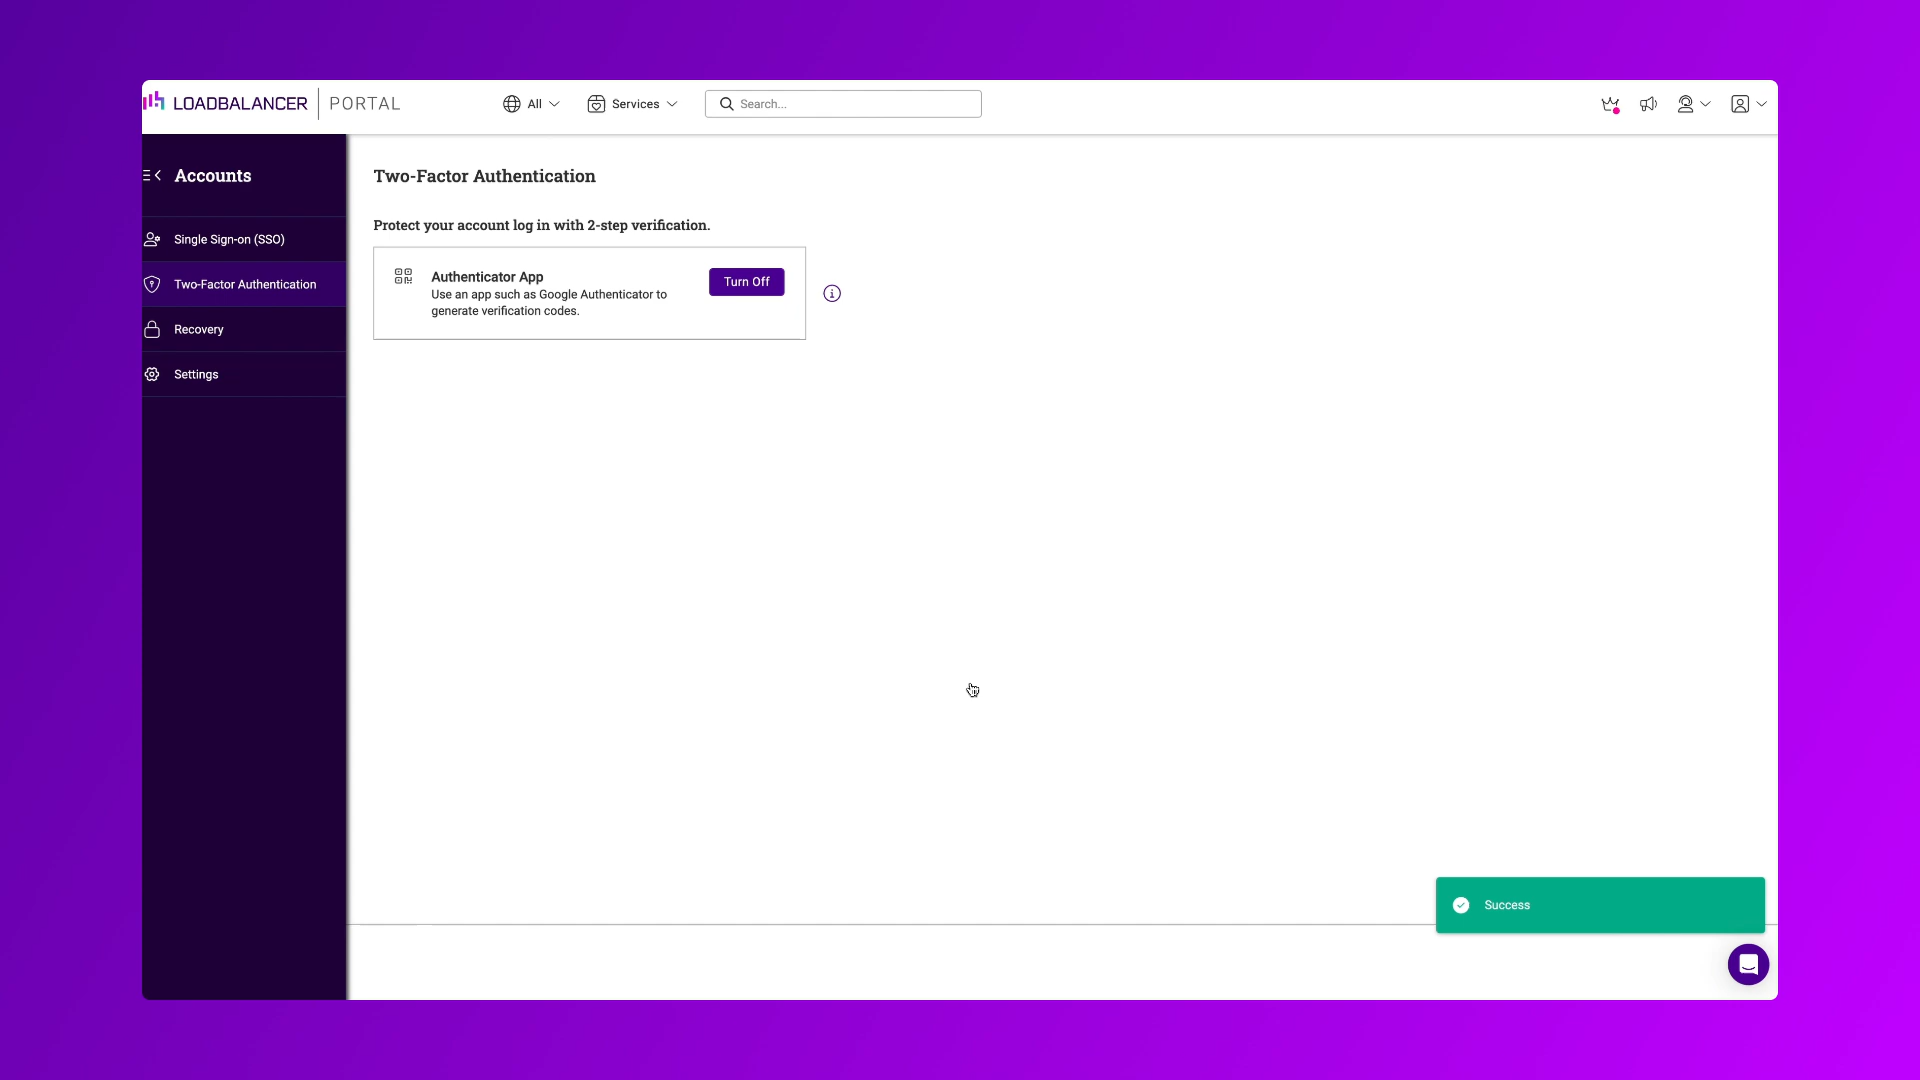 LOADBALANCER PORTAL
All
Services
Search...
Accounts
Single Sign-on (SSO)
Two-Factor Authentication
Recovery
Settings
Two-Factor Authentication
Protect your account log in with 2-step verification.
Authenticator App
Use an app such as Google Authenticator to
generate verification codes.
Turn Off
Success